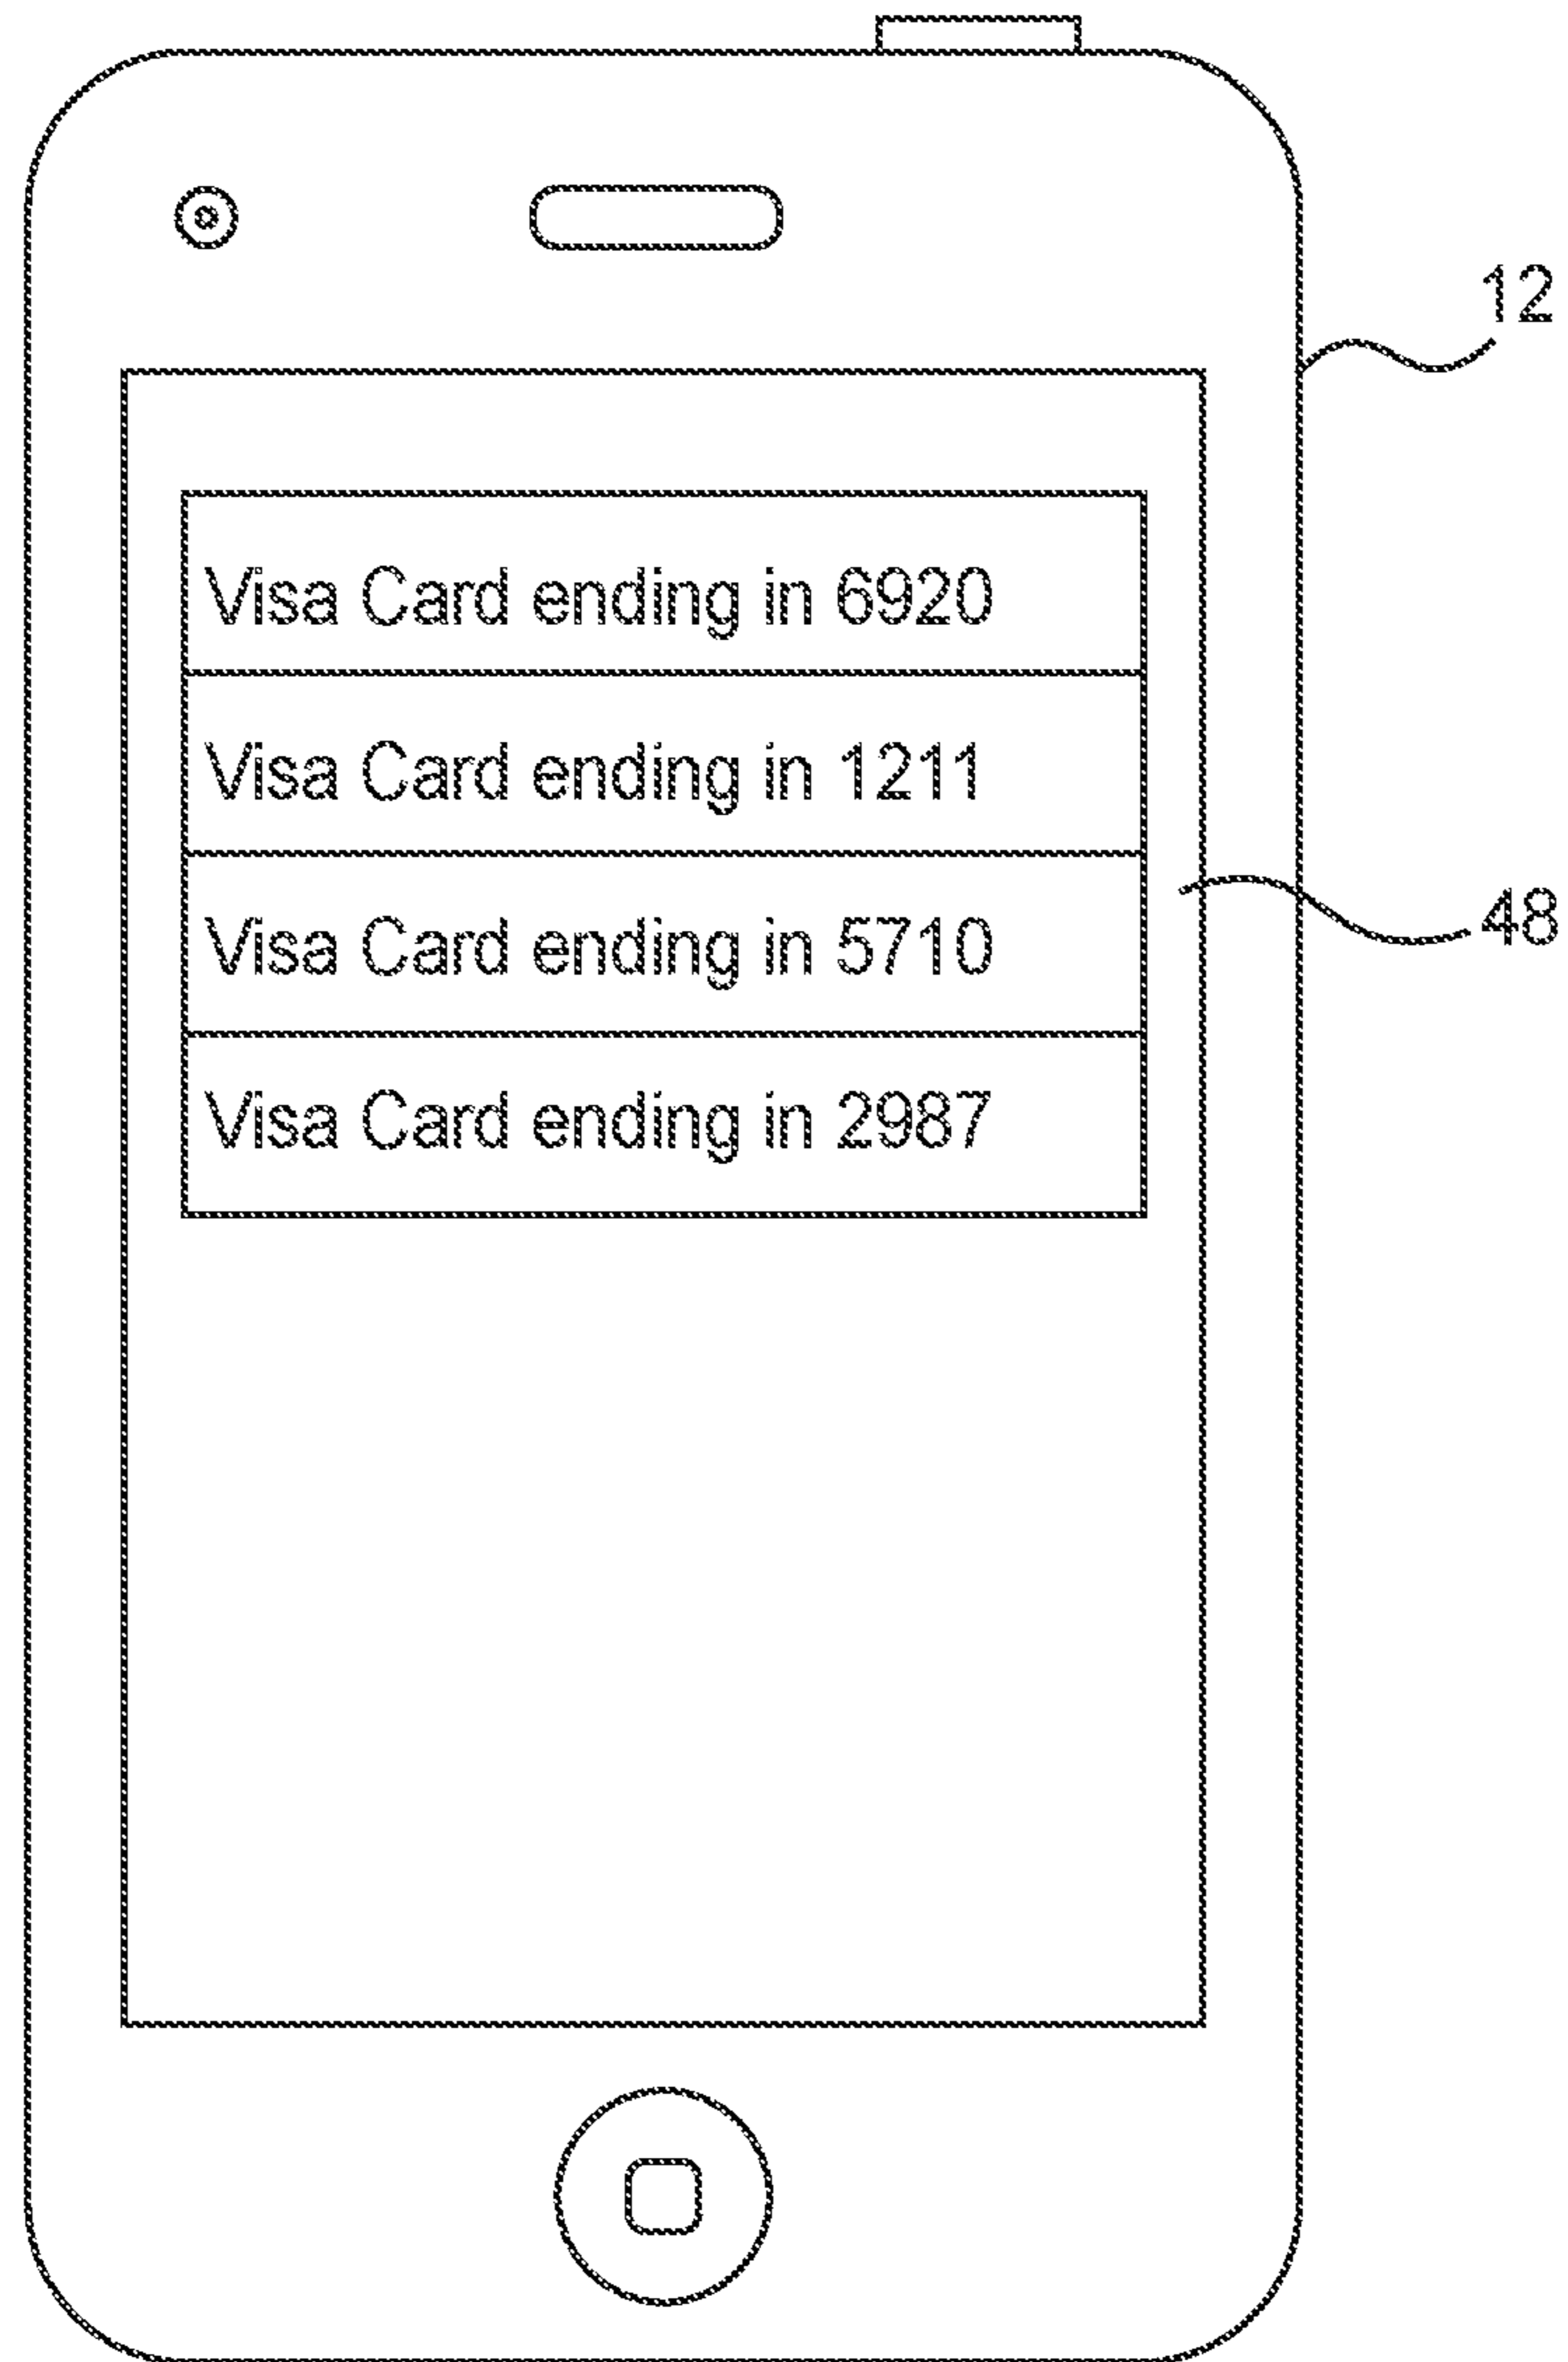 12
Visa Card ending in 6920
Visa Card ending in 1211
Visa Card ending in 5710
48
Visa Card ending in 2987